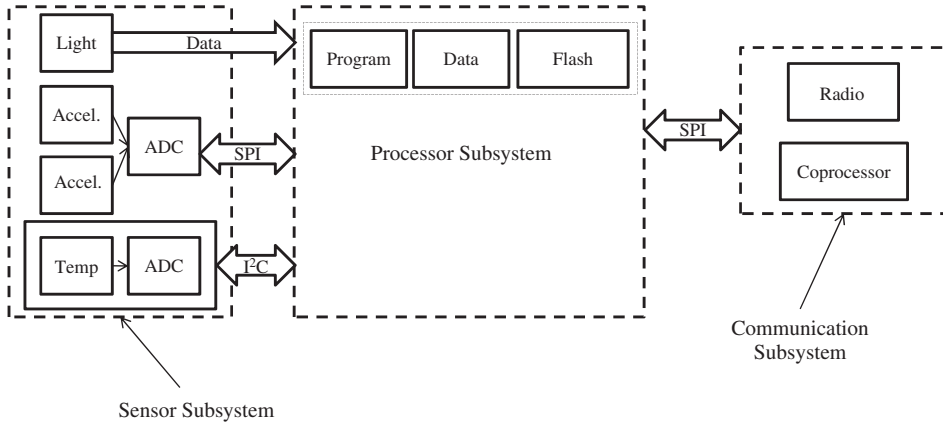 Light
Data
Accel.
Accel.
ADC
SPI
Temp
ADC
I²C
Sensor Subsystem
Program
Data
Flash
Processor Subsystem
SPI
Radio
Coprocessor
Communication
Subsystem